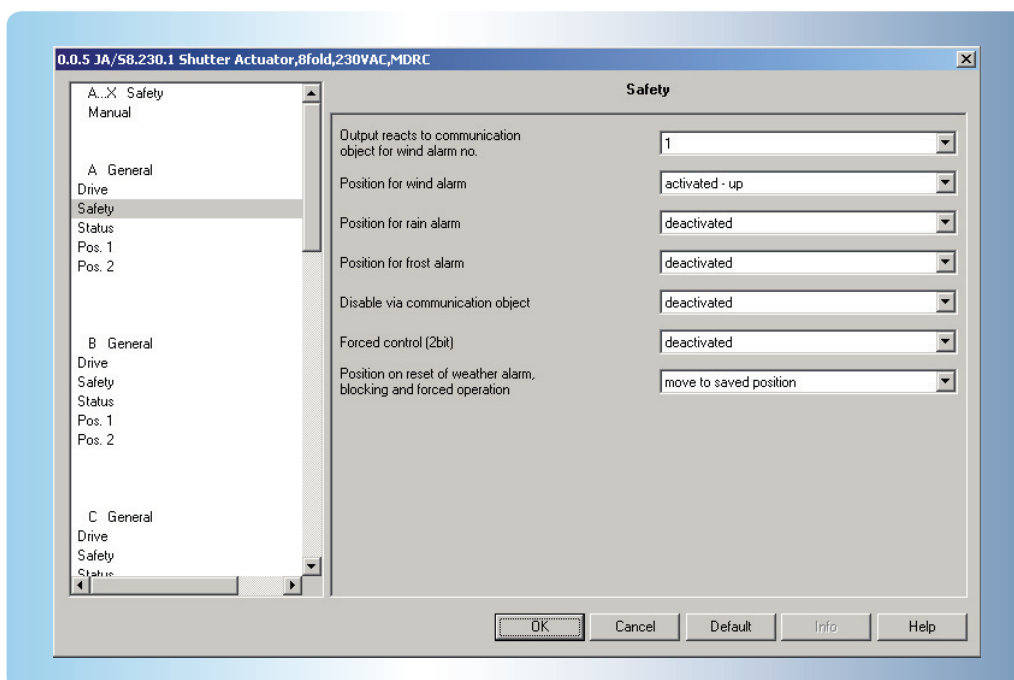 0.0.5 JA/S8.230.1 Shutter Actuator,8fold,230VAC,MDRC
A...X Safety
Manual
A General
Drive
Safety
Status
Pos. 1
Pos. 2
B General
Drive
Safety
Status
Pos. 1
Pos. 2
C General
Drive
Safety
Status
Safety
Output reacts to communication
object for wind alarm no.
1
Position for wind alarm
activated - up
Position for rain alarm
deactivated
Position for frost alarm
deactivated
Disable via communication object
deactivated
Forced control (2bit)
deactivated
Position on reset of weather alarm,
blocking and forced operation
move to saved position
OK
Cancel
Default
Info
Help